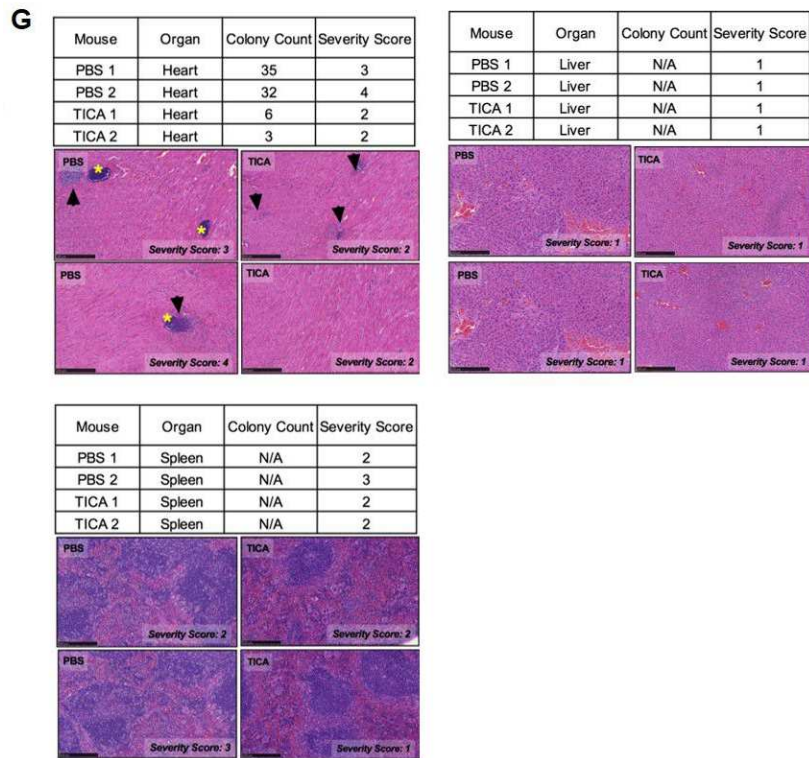 G
Mouse Organ Colony Count Severity Score
PBS 1 Heart 35 3
PBS 2 Heart 32 4
TICA 1 Heart 6 2
TICA 2 Heart 3 2
PBS
TICA
Severity Score: 3
Severity Score: 2
PBS
TICA
Severity Score: 4
Severity Score: 2
Mouse Organ Colony Count Severity Score
PBS 1 Liver N/A 1
PBS 2 Liver N/A 1
TICA 1 Liver N/A 1
TICA 2 Liver N/A 1
PBS
TICA
Severity Score: 1
Severity Score: 1
PBS
TICA
Severity Score: 1
Severity Score: 1
Mouse Organ Colony Count Severity Score
PBS 1 Spleen N/A 2
PBS 2 Spleen N/A 3
TICA 1 Spleen N/A 2
TICA 2 Spleen N/A 2
PBS
TICA
Severity Score: 2
Severity Score: 2
PBS
TICA
Severity Score: 3
Severity Score: 1